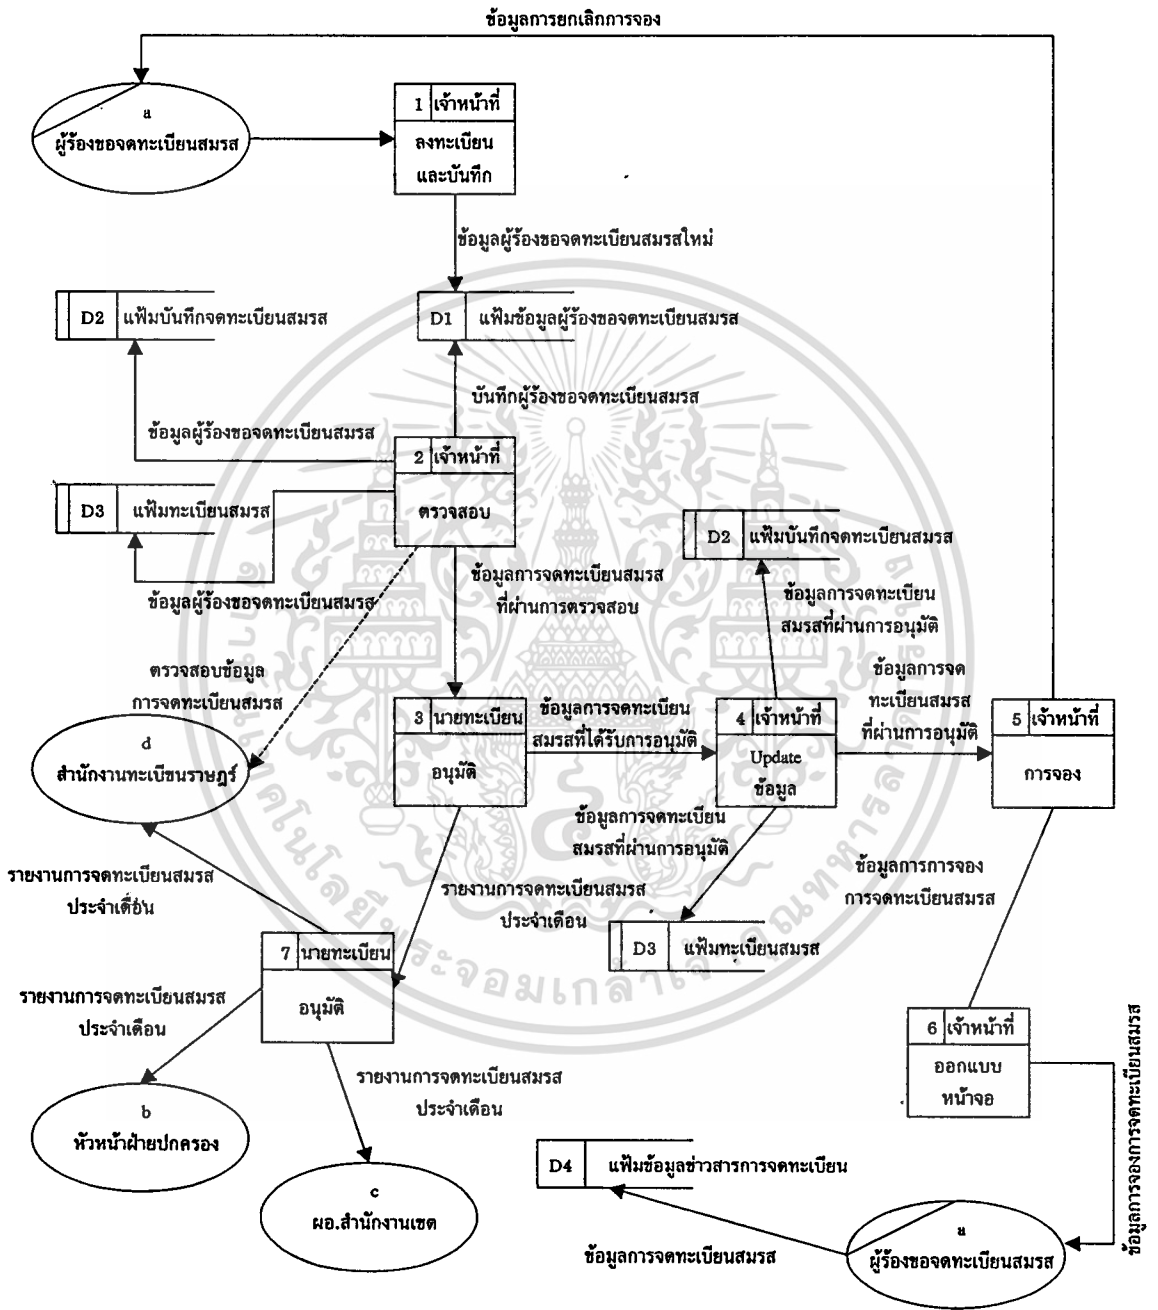 ข้อมูลการยกเลิกการจอง
a
ผู้ร้องขอจดทะเบียนสมรส
1 เจ้าหน้าที่
ลงทะเบียน
และบันทึก
ข้อมูลผู้ร้องขอจดทะเบียนสมรสใหม่
D2 แฟ้มบันทึกจดทะเบียนสมรส
D1 แฟ้มข้อมูลผู้ร้องขอจดทะเบียนสมรส
บันทึกผู้ร้องขอจดทะเบียนสมรส
ข้อมูลผู้ร้องขอจดทะเบียนสมรส
2 เจ้าหน้าที่
ตรวจสอบ
D3 แฟ้มทะเบียนสมรส
ข้อมูลผู้ร้องขอจดทะเบียนสมรส
ข้อมูลการจดทะเบียนสมรส
ที่ผ่านการตรวจสอบ
D2 แฟ้มบันทึกจดทะเบียนสมรส
ข้อมูลการจดทะเบียน
สมรสที่ผ่านการอนุมัติ
ตรวจสอบข้อมูล
การจดทะเบียนสมรส
d
สำนักงานทะเบียนราษฎร์
3 นายทะเบียน
อนุมัติ
ข้อมูลการจดทะเบียน
สมรสที่ได้รับการอนุมัติ
4 เจ้าหน้าที่
Update
ข้อมูล
ข้อมูลการจด
ทะเบียนสมรส
ที่ผ่านการอนุมัติ
5 เจ้าหน้าที่
การจอง
ข้อมูลการจดทะเบียน
สมรสที่ผ่านการอนุมัติ
รายงานการจดทะเบียนสมรส
ประจำเดือน
รายงานการจดทะเบียนสมรส
ประจำเดือน
ข้อมูลการการจอง
การจดทะเบียนสมรส
D3 แฟ้มทะเบียนสมรส
7 นายทะเบียน
อนุมัติ
รายงานการจดทะเบียนสมรส
ประจำเดือน
6 เจ้าหน้าที่
ออกแบบ
หน้าจอ
ข้อมูลการจองการจดทะเบียนสมรส
รายงานการจดทะเบียนสมรส
ประจำเดือน
b
หัวหน้าฝ่ายปกครอง
c
ผอ.สำนักงานเขต
D4 แฟ้มข้อมูลข่าวสารการจดทะเบียน
ข้อมูลการจดทะเบียนสมรส
a
ผู้ร้องขอจดทะเบียนสมรส